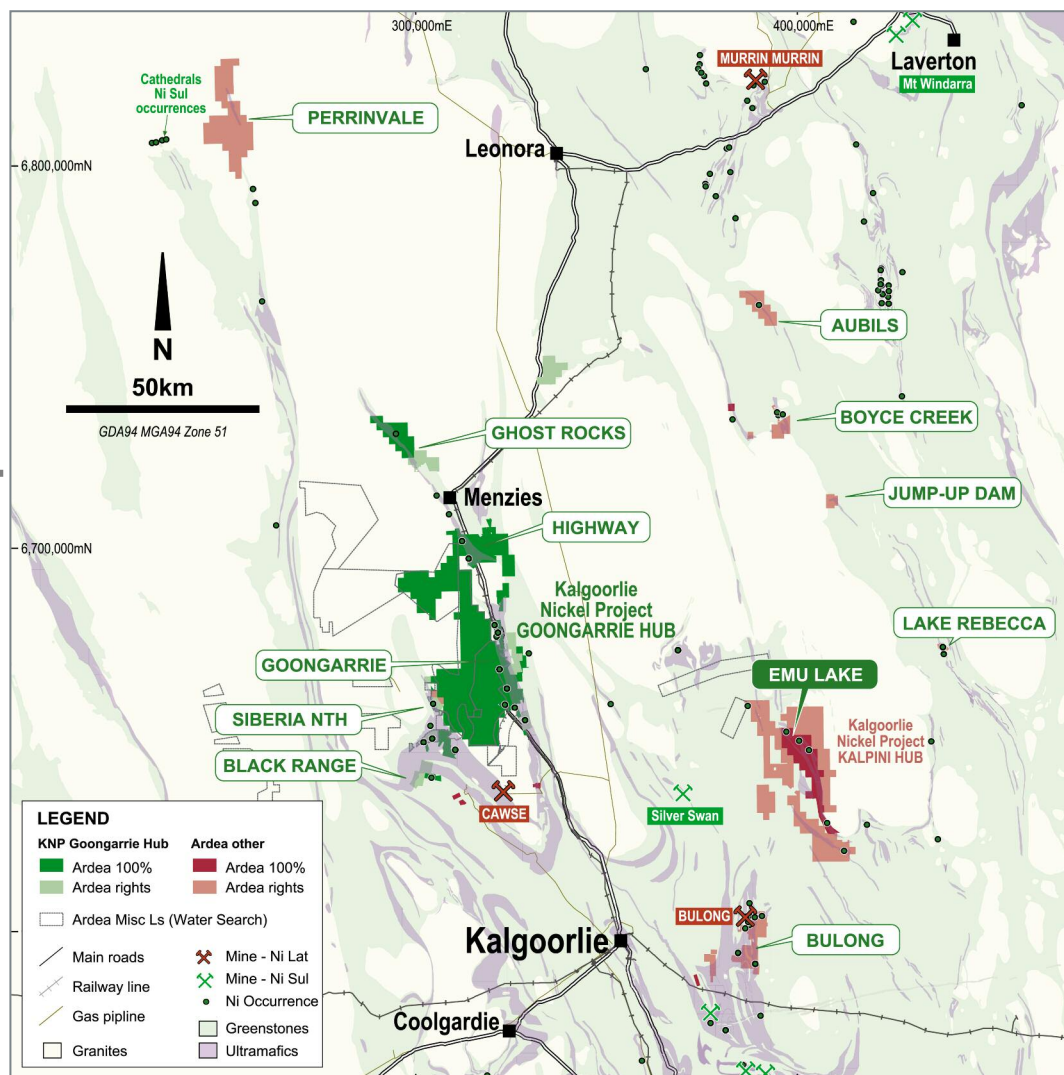 300,000mE
400,000mE
MURRIN MURRIN
Laverton
Mt Windarra
Cathedrals
Ni Sul
occurrences
PERRINVALE
Leonora
6,800,000mN
N
50km
GDA94 MGA94 Zone 51
AUBILS
BOYCE CREEK
GHOST ROCKS
JUMP-UP DAM
Menzies
HIGHWAY
6,700,000mN
Kalgoorlie
Nickel Project
GOONGARRIE HUB
LAKE REBECCA
GOONGARRIE
EMU LAKE
SIBERIA NTH
Kalgoorlie
Nickel Project
KALPINI HUB
BLACK RANGE
CAWSE
Silver Swan
BULONG
BULONG
Kalgoorlie
Coolgardie
LEGEND
KNP Goongarrie Hub
Ardea other
Ardea 100%
Ardea 100%
Ardea rights
Ardea rights
Ardea Misc Ls (Water Search)
Main roads
Mine - Ni Lat
Railway line
Mine - Ni Sul
Gas pipline
Ni Occurrence
Greenstones
Granites
Ultramafics